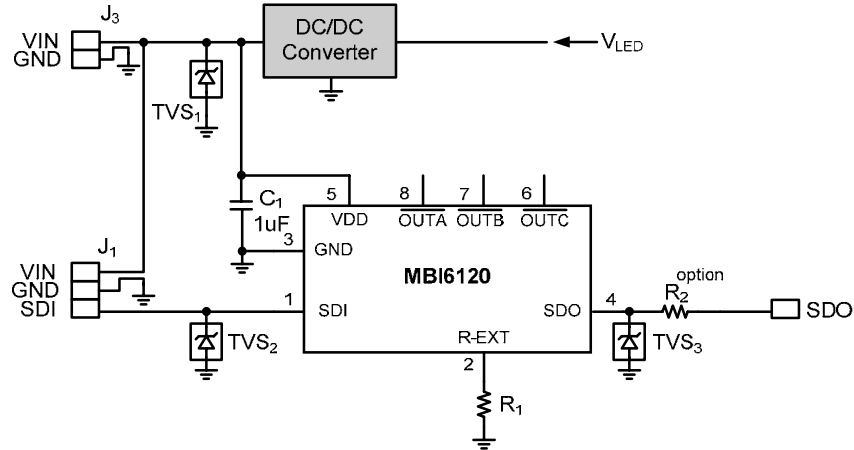 J3
VIN
GND
DC/DC
Converter
VLED
TVS1
C1
1uF
5
8
7
6
VDD
OUTA
OUTB
OUTC
3
GND
MBI6120
J1
VIN
GND
SDI
1
SDI
SDO
4
option
R2
SDO
TVS2
R-EXT
2
TVS3
R1